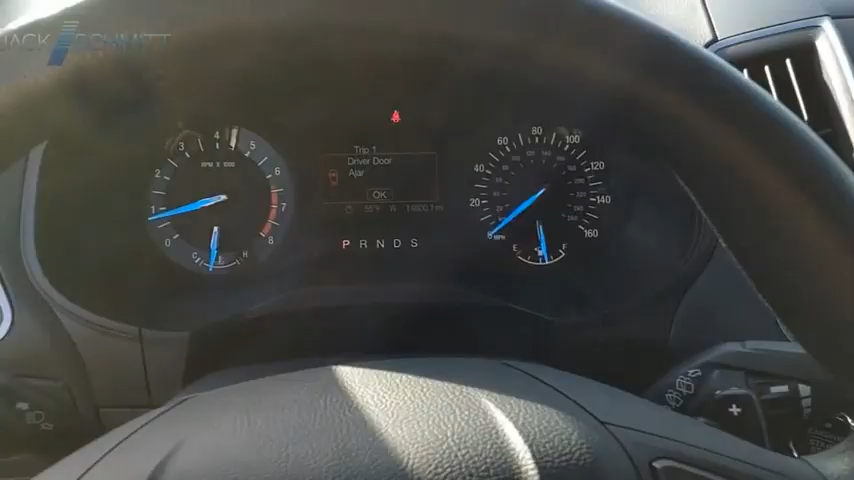 JACK SCHMITT
Trip 1
Driver Door
Ajar
OK
55°F W
P R N D S
0 1 2 3 4 5 6 7 8
RPM X 1000
C H
0 20 40 60 80 100 120 140 160
MPH
E F